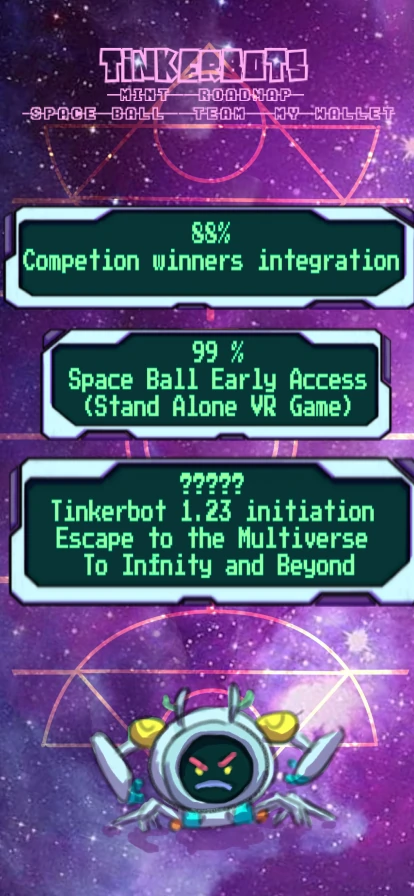 TINKERBOTS
MINT ROADMAP
SPACE BALL TEAM MY WALLET
88%
Competion winners integration
99 %
Space Ball Early Access
(Stand Alone VR Game)
?????
Tinkerbot 1.23 initiation
Escape to the Multiverse
To Infnity and Beyond